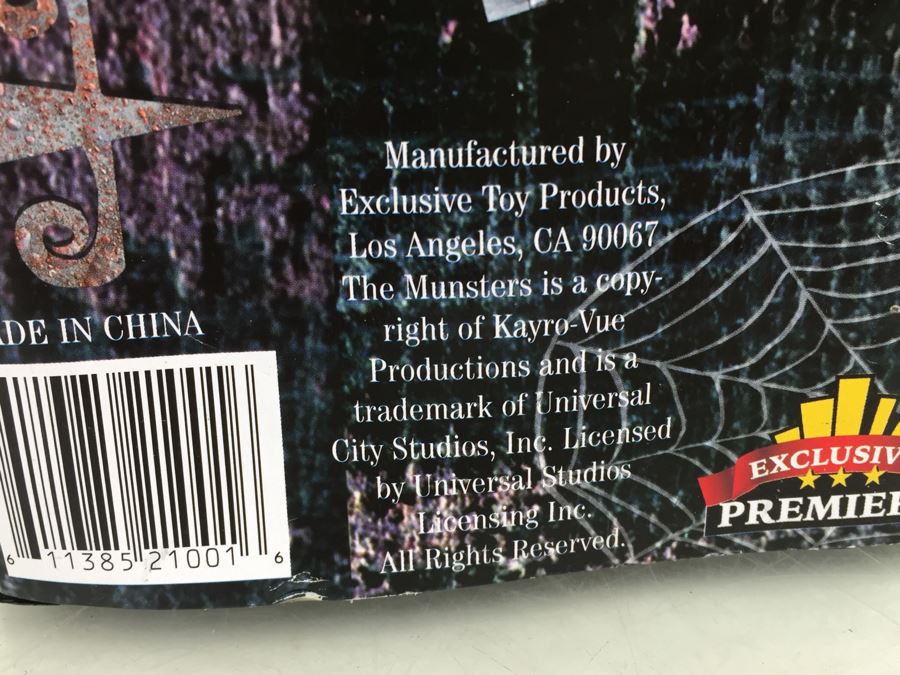 Manufactured by
Exclusive Toy Products,
Los Angeles, CA 90067
The Munsters is a copy-
right of Kayro-Vue
Productions and is a
trademark of Universal
City Studios, Inc. Licensed
by Universal Studios
Licensing Inc.
All Rights Reserved.
ADE IN CHINA
6 11385 21001 6
EXCLUSIV
PREMIER